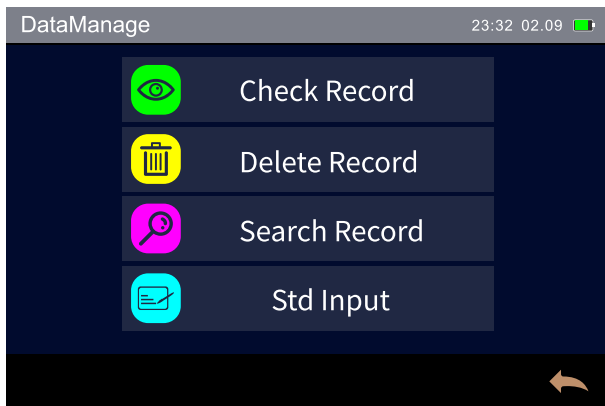 DataManage 23:32 02.09
Check Record
Delete Record
Search Record
Std Input